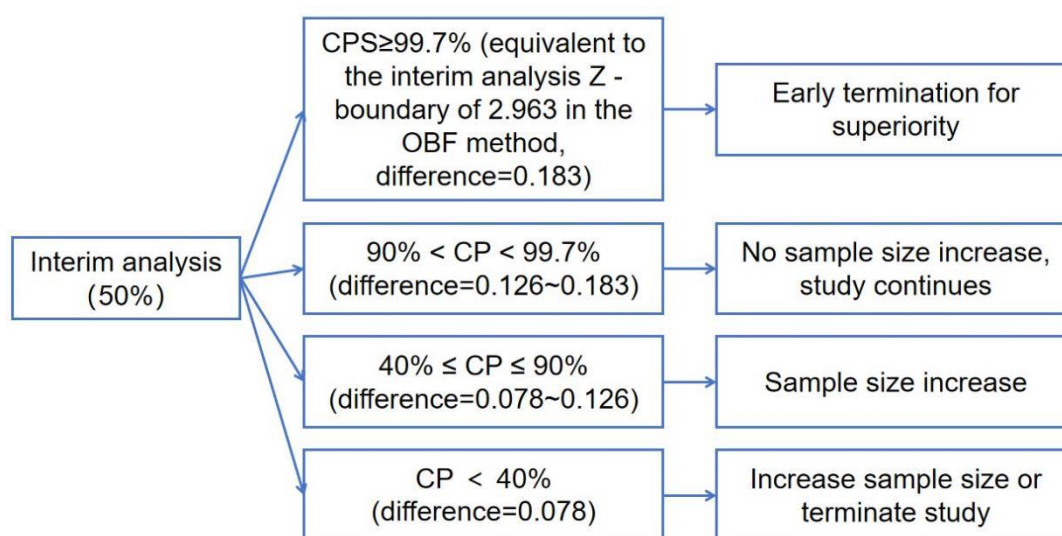 Interim analysis
(50%)
CPS≥99.7% (equivalent to
the interim analysis Z -
boundary of 2.963 in the
OBF method,
difference=0.183)
Early termination for
superiority
90% < CP < 99.7%
(difference=0.126~0.183)
No sample size increase,
study continues
40% ≤ CP ≤ 90%
(difference=0.078~0.126)
Sample size increase
CP < 40%
(difference=0.078)
Increase sample size or
terminate study